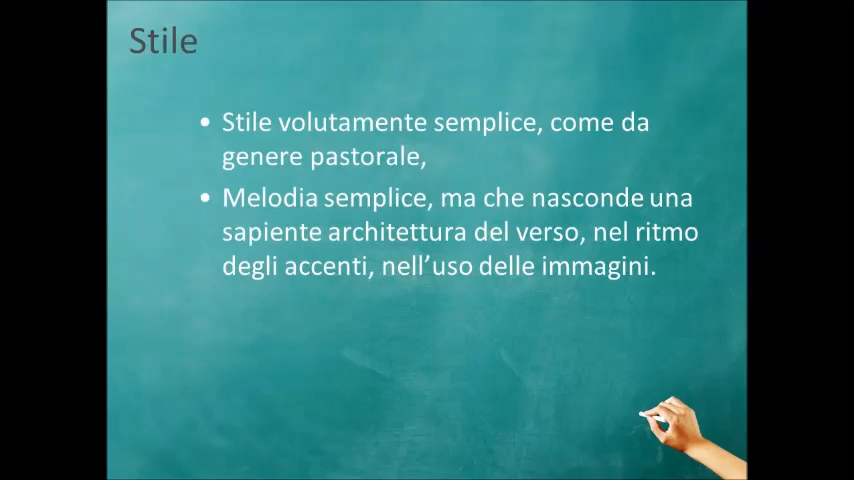 Stile
• Stile volutamente semplice, come da
genere pastorale,
• Melodia semplice, ma che nasconde una
sapiente architettura del verso, nel ritmo
degli accenti, nell’uso delle immagini.